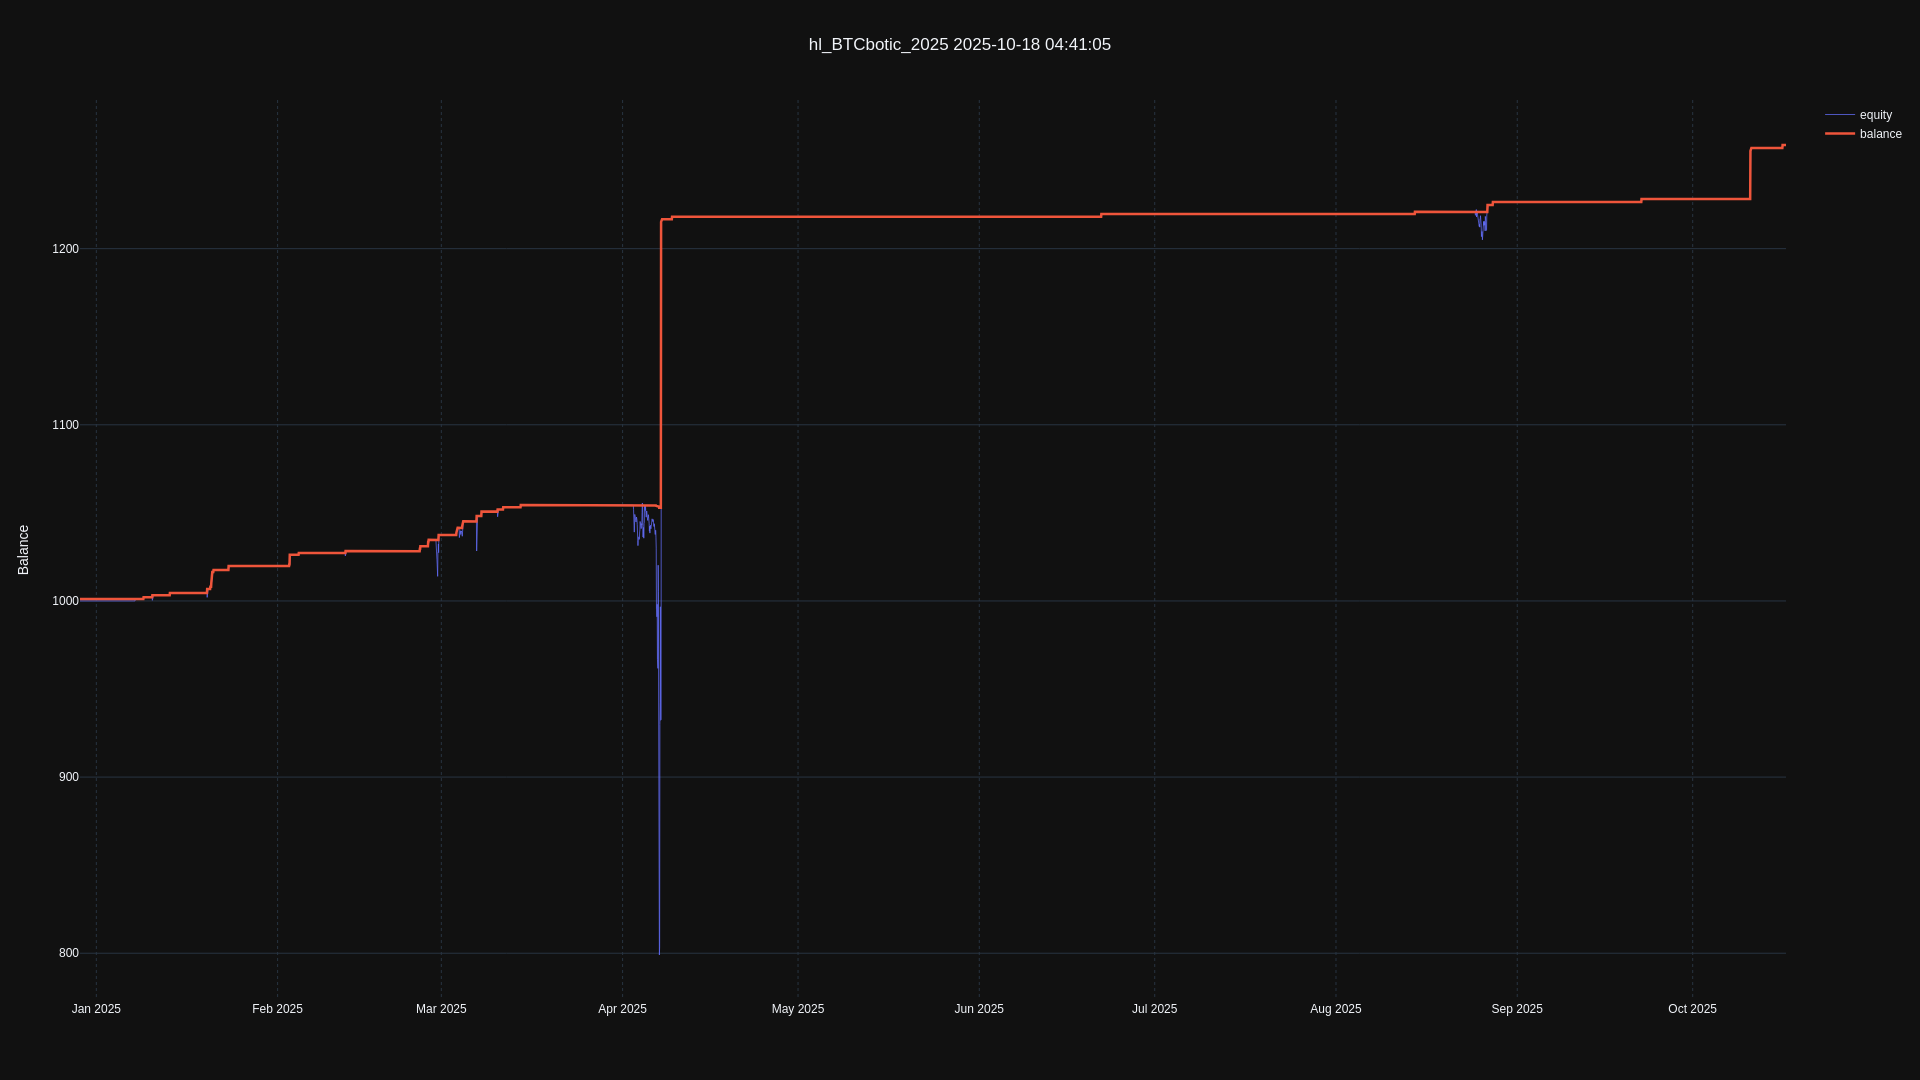 hl_BTCbotic_2025 2025-10-18 04:41:05
equity
balance
Balance
1200
1100
1000
900
800
Jan 2025
Feb 2025
Mar 2025
Apr 2025
May 2025
Jun 2025
Jul 2025
Aug 2025
Sep 2025
Oct 2025